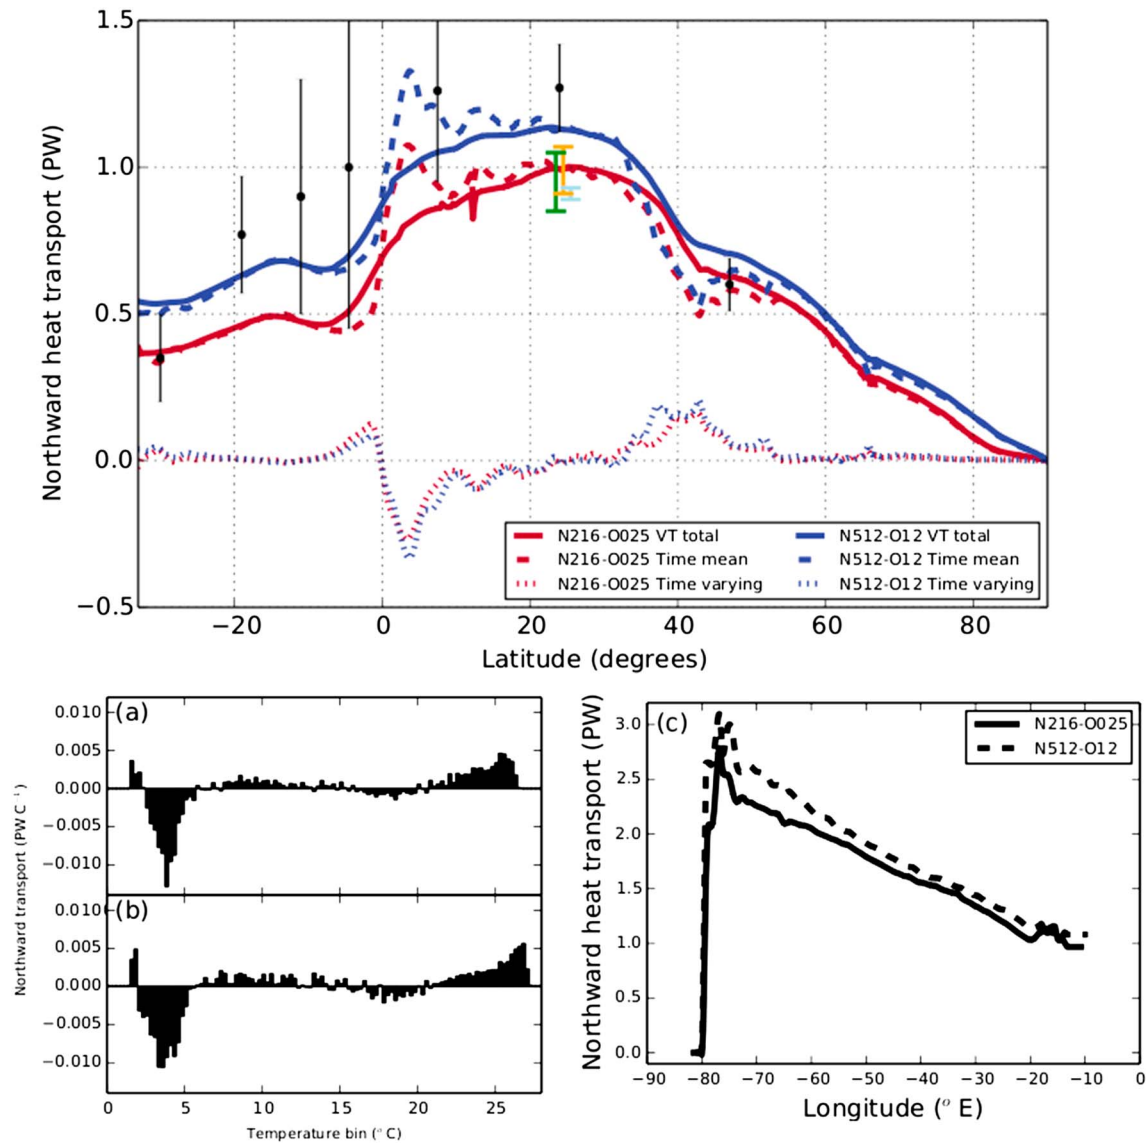 1.5
1.0
0.5
0.0
−0.5
Northward heat transport (PW)
N216-O025 VT total
N216-O025 Time mean
N216-O025 Time varying
N512-O12 VT total
N512-O12 Time mean
N512-O12 Time varying
−20 0 20 40 60 80
Latitude (degrees)
(a)
0.010
0.005
0.000
−0.005
−0.010
Northward transport (PW C⁻¹)
(b)
0.010
0.005
0.000
−0.005
−0.010
0 5 10 15 20 25
Temperature bin (° C)
(c)
N216-O025
N512-O12
3.0
2.5
2.0
1.5
1.0
0.5
0.0
Northward heat transport (PW)
−90 −80 −70 −60 −50 −40 −30 −20 −10 0
Longitude (° E)